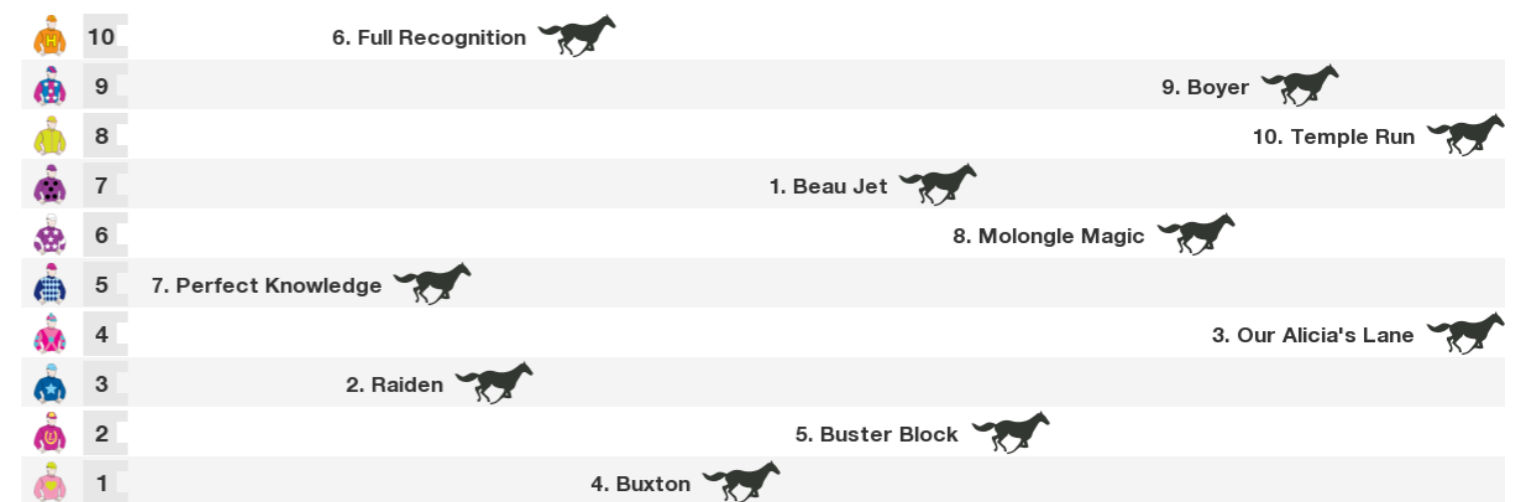 10 6. Full Recognition
9 9. Boyer
8 10. Temple Run
7 1. Beau Jet
6 8. Molongle Magic
5 7. Perfect Knowledge
4 3. Our Alicia's Lane
3 2. Raiden
2 5. Buster Block
1 4. Buxton